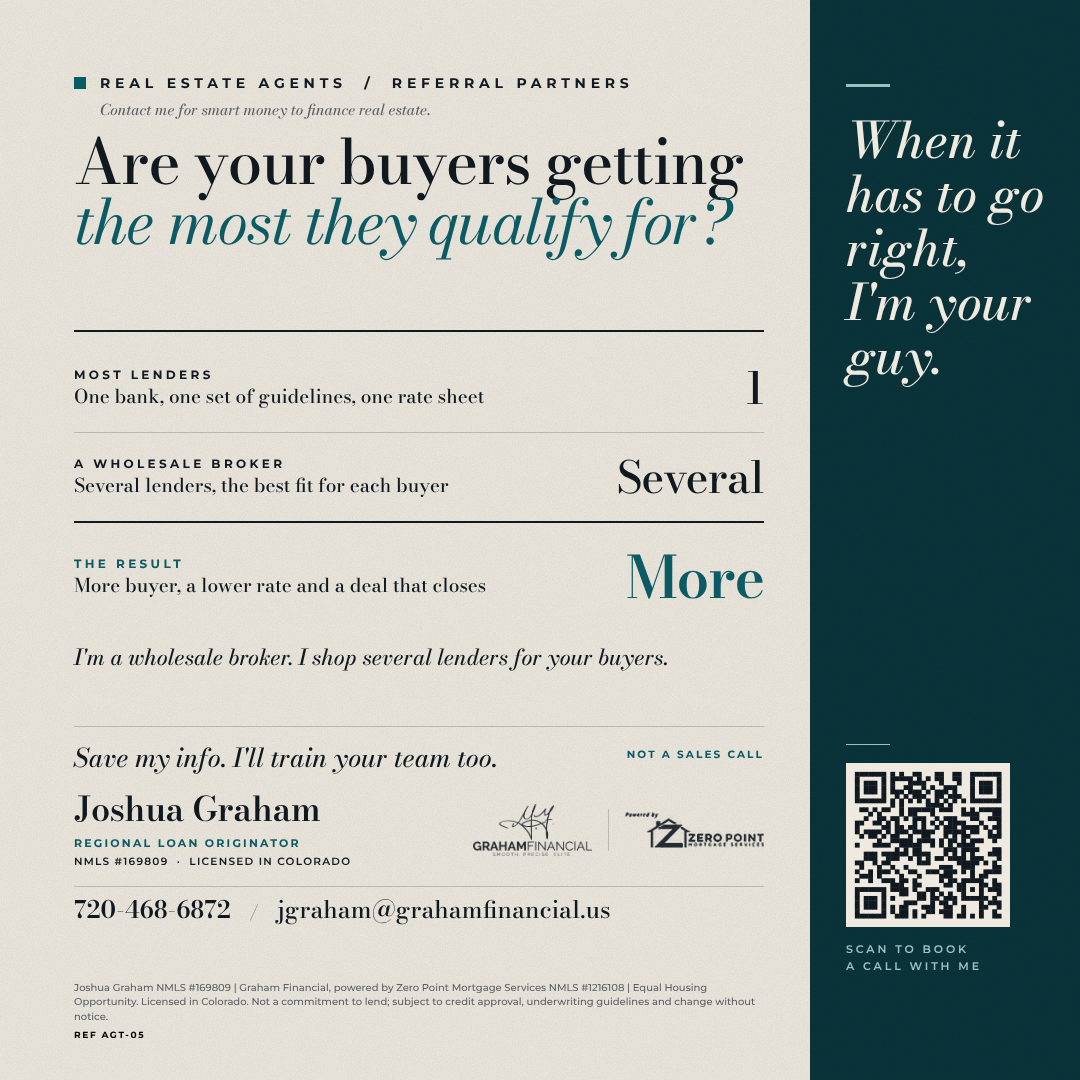 REAL ESTATE AGENTS / REFERRAL PARTNERS
Contact me for smart money to finance real estate.
Are your buyers getting
the most they qualify for?
MOST LENDERS
One bank, one set of guidelines, one rate sheet
1
A WHOLESALE BROKER
Several lenders, the best fit for each buyer
Several
THE RESULT
More buyer, a lower rate and a deal that closes
More
I'm a wholesale broker. I shop several lenders for your buyers.
Save my info. I'll train your team too.
NOT A SALES CALL
Joshua Graham
REGIONAL LOAN ORIGINATOR
NMLS #169809 · LICENSED IN COLORADO
GRAHAMFINANCIAL
SMOOTH. PRECISE. ELITE.
Powered by
ZERO POINT
MORTGAGE SERVICES
720-468-6872 / jgraham@grahamfinancial.us
Joshua Graham NMLS #169809 | Graham Financial, powered by Zero Point Mortgage Services NMLS #1216108 | Equal Housing
Opportunity. Licensed in Colorado. Not a commitment to lend; subject to credit approval, underwriting guidelines and change without
notice.
REF AGT-05
When it
has to go
right,
I'm your
guy.
SCAN TO BOOK
A CALL WITH ME